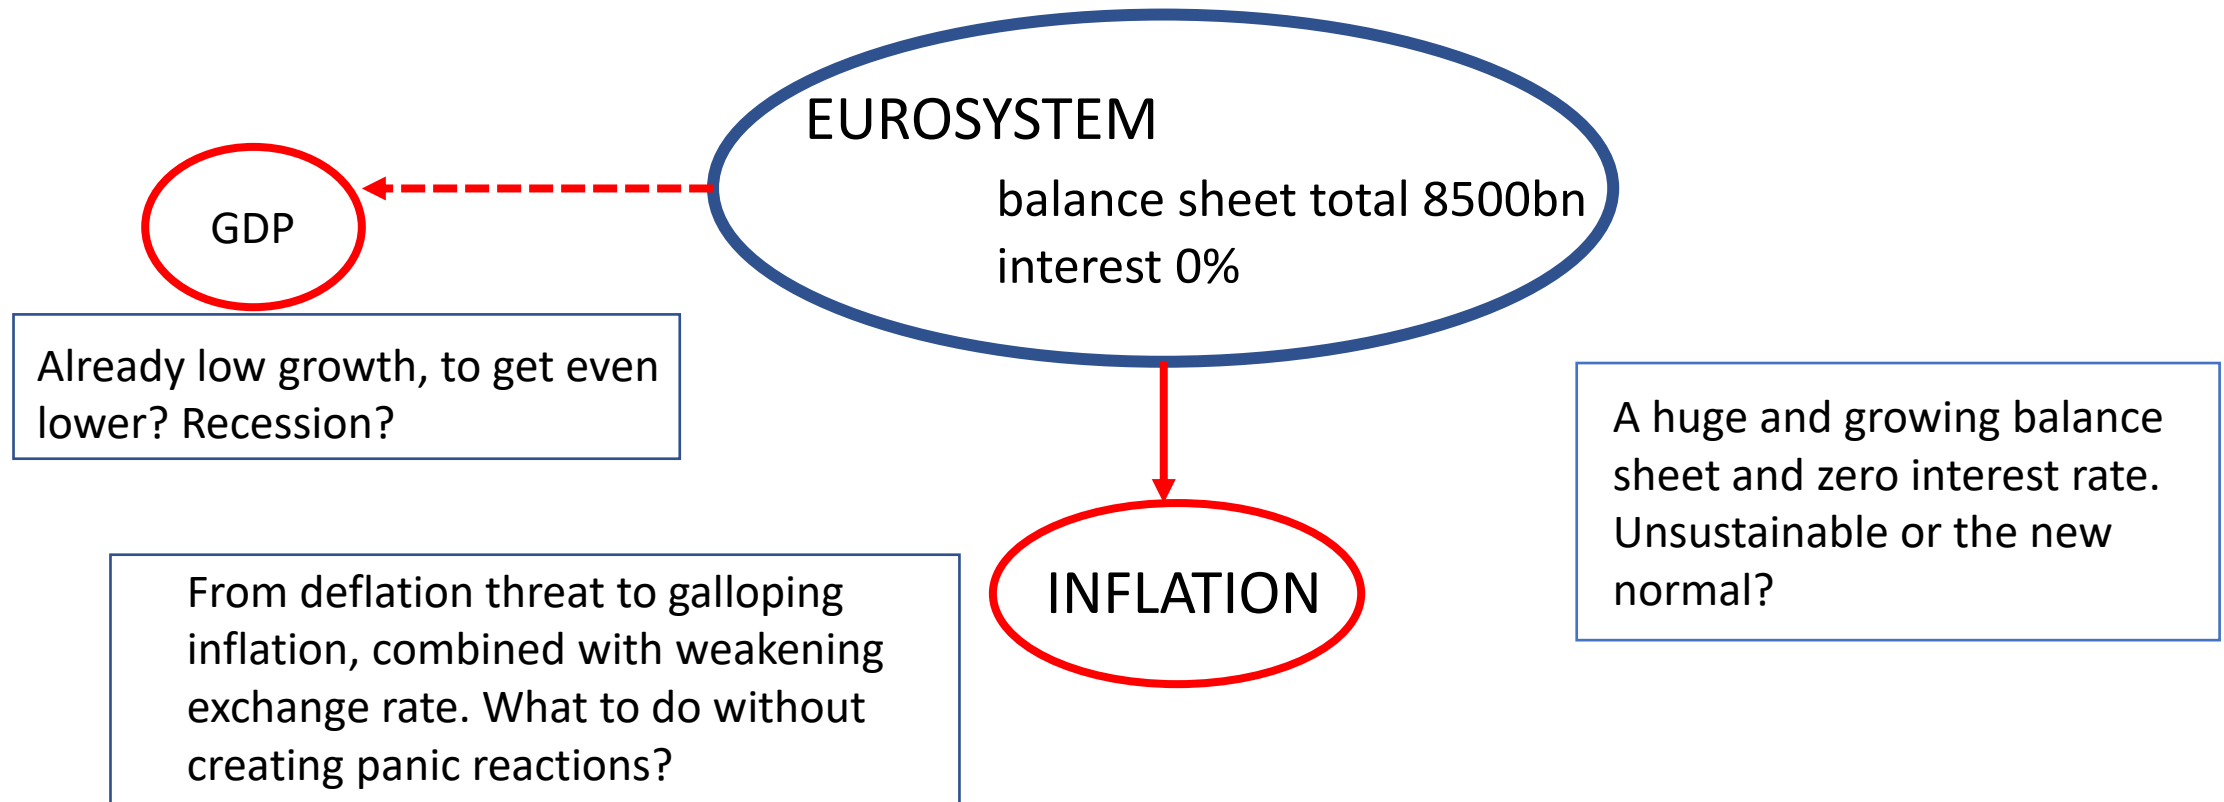 EUROSYSTEM
balance sheet total 8500bn
interest 0%
GDP
Already low growth, to get even
lower? Recession?
A huge and growing balance
sheet and zero interest rate.
Unsustainable or the new
normal?
INFLATION
From deflation threat to galloping
inflation, combined with weakening
exchange rate. What to do without
creating panic reactions?